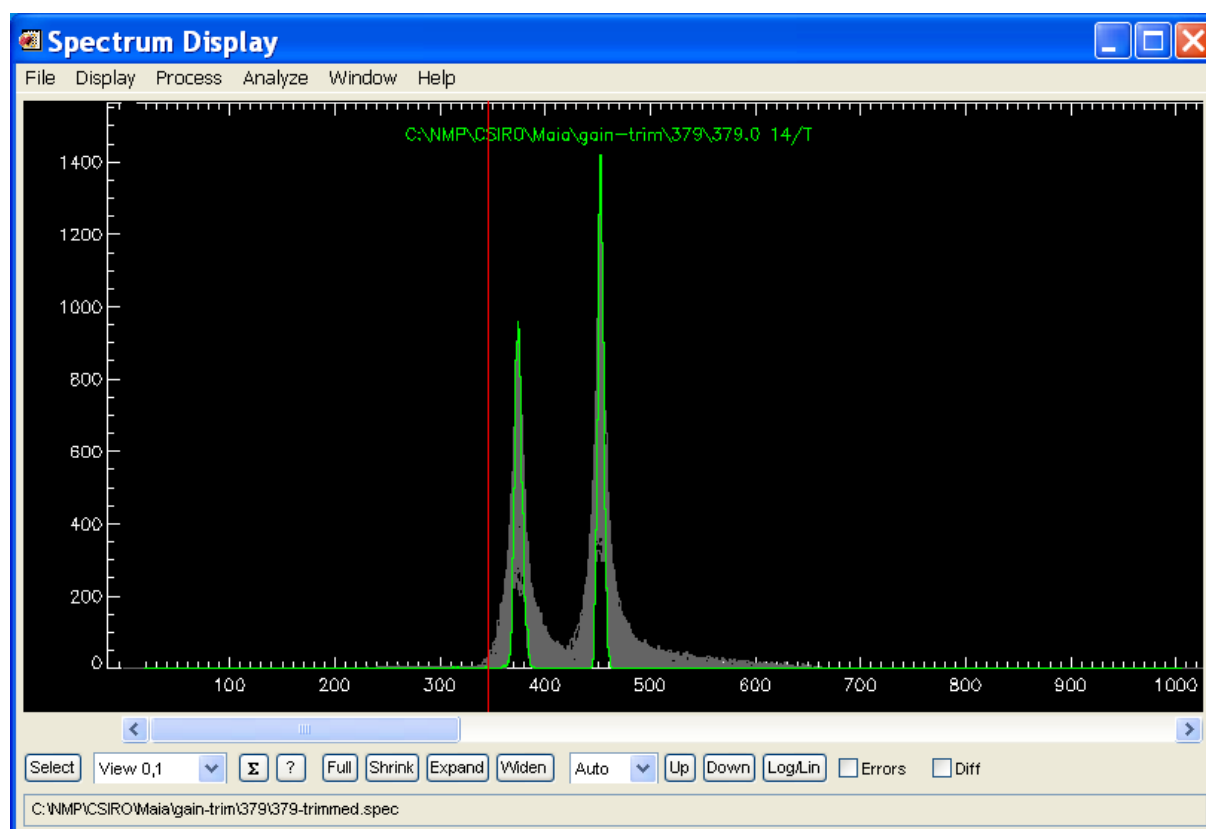 Spectrum Display
File Display Process Analyze Window Help
C:\NMP\CSIRO\Maia\gain-trim\379\379.0 14/T
1400
1200
1000
800
600
400
200
0
100 200 300 400 500 600 700 800 900 1000
Select View 0,1 Σ ? Full Shrink Expand Widen Auto Up Down Log/Lin Errors Diff
C:\NMP\CSIRO\Maia\gain-trim\379\379-trimmed.spec